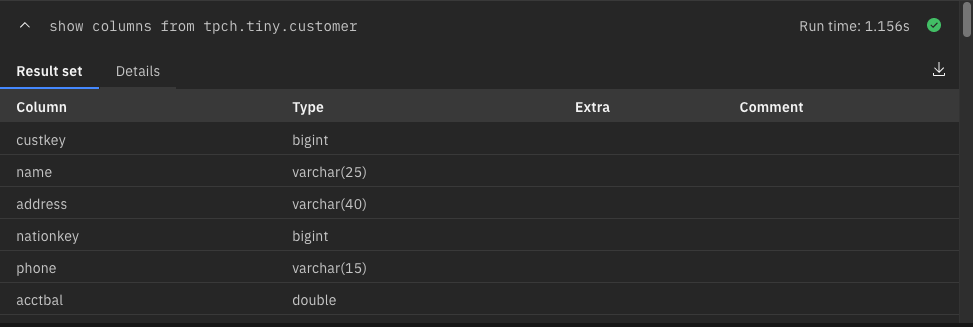 show columns from tpch.tiny.customer Run time: 1.156s
Result set Details
Column Type Extra Comment
custkey bigint
name varchar(25)
address varchar(40)
nationkey bigint
phone varchar(15)
acctbal double